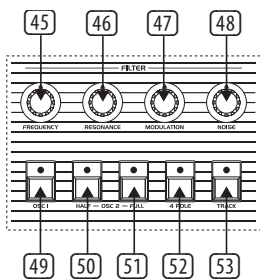 45 46 47 48
FILTER
FREQUENCY RESONANCE MODULATION NOISE
OSC 1 HALF — OSC 2 — FULL 4 POLE TRACK
49 50 51 52 53